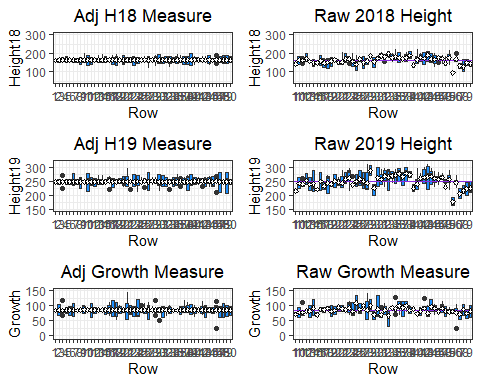 Adj H18 Measure
Height18
300
200
100
Row
Raw 2018 Height
Height18
300
200
100
Row
Adj H19 Measure
Height19
300
250
200
150
Row
Raw 2019 Height
Height19
300
250
200
150
Row
Adj Growth Measure
Growth
150
100
50
0
Row
Raw Growth Measure
Growth
150
100
50
0
Row